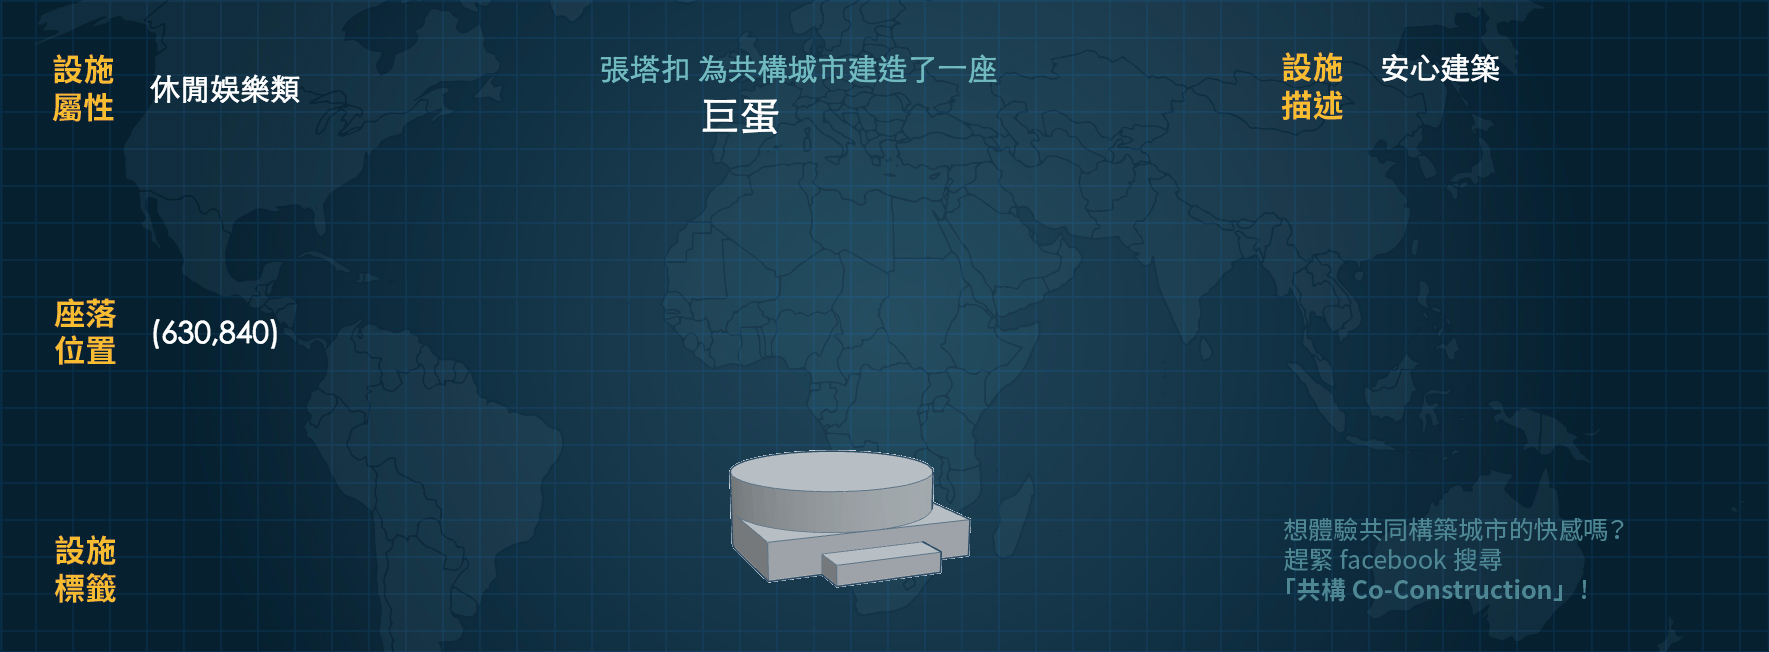 設施
屬性
休閒娛樂類
張塔扣 為共構城市建造了一座
巨蛋
設施
描述
安心建築
座落
位置
(630,840)
設施
標籤
想體驗共同構築城市的快感嗎？
趕緊 facebook 搜尋
「共構 Co-Construction」！